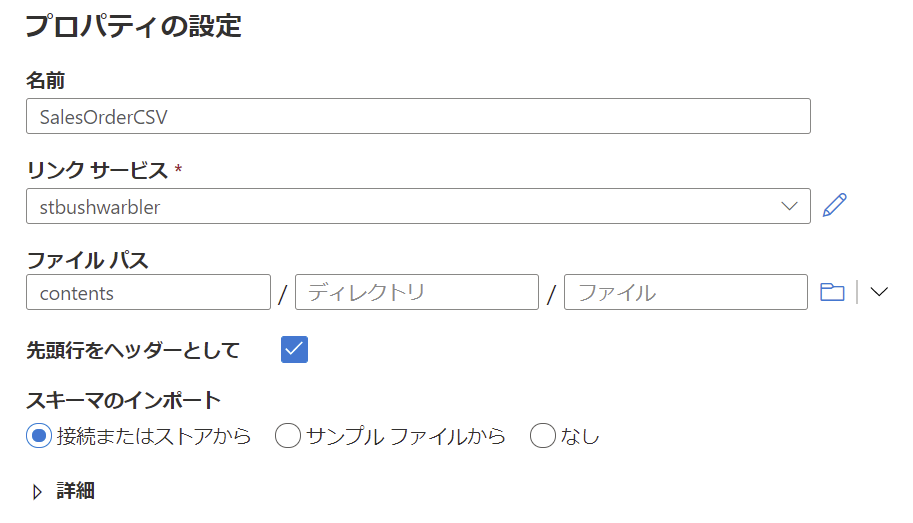 プロパティの設定
名前
SalesOrderCSV
リンク サービス *
stbushwarbler
ファイル パス
contents / ディレクトリ / ファイル
先頭行をヘッダーとして
スキーマのインポート
接続またはストアから サンプル ファイルから なし
詳細